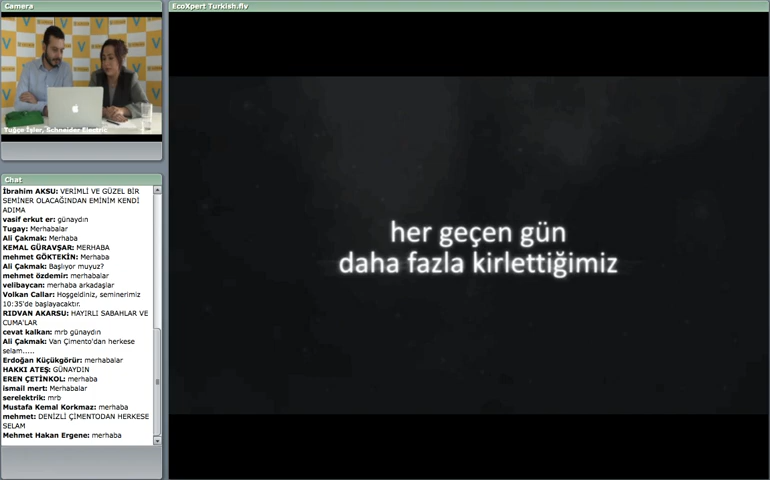 Camera
Tuğçe İşler, Schneider Electric
Chat
İbrahim AKSU: VERİMLİ VE GÜZEL BİR
SEMİNER OLACAĞINDAN EMİNİM KENDİ
ADIMA
vasif erkut er: günaydın
Tugay: Merhabalar
Ali Çakmak: Merhaba
KEMAL GÜRAVŞAR: MERHABA
mehmet GÖKTEKİN: Merhaba
Ali Çakmak: Başlıyor muyuz?
mehmet özdemir: merhabalar
velibaycan: merhaba arkadaşlar
Volkan Callar: Hoşgeldiniz, seminerimiz
10:35'de başlayacaktır.
RIDVAN AKARSU: HAYIRLI SABAHLAR VE
CUMA'LAR
cevat kalkan: mrb günaydın
Ali Çakmak: Van Çimento'dan herkese
selam.....
Erdoğan Küçükgörür: merhabalar
HAKKI ATEŞ: GÜNAYDIN
EREN ÇETİNKOL: merhaba
ismail mert: Merhabalar
serelektrik: mrb
Mustafa Kemal Korkmaz: merhaba
mehmet: DENİZLİ ÇİMENTODAN HERKESE
SELAM
Mehmet Hakan Ergene: merhaba
EcoXpert Turkish.flv
her geçen gün
daha fazla kirlettiğimiz